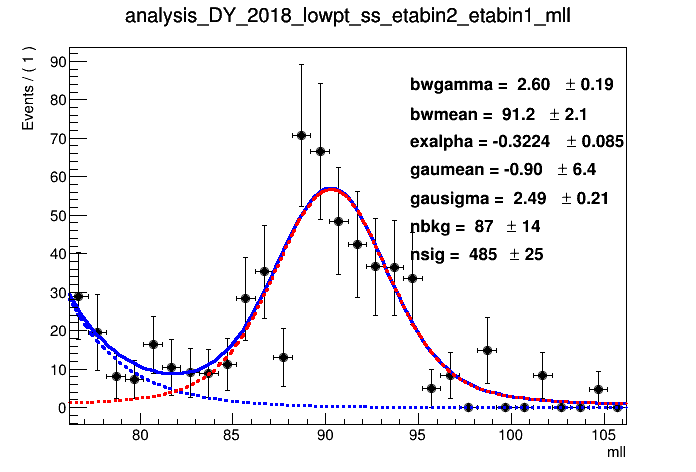 analysis_DY_2018_lowpt_ss_etabin2_etabin1_mll
Events / ( 1 )
90
80
70
60
50
40
30
20
10
0
bwgamma = 2.60 ± 0.19
bwmean = 91.2 ± 2.1
exalpha = -0.3224 ± 0.085
gaumean = -0.90 ± 6.4
gausigma = 2.49 ± 0.21
nbkg = 87 ± 14
nsig = 485 ± 25
80 85 90 95 100 105
mll